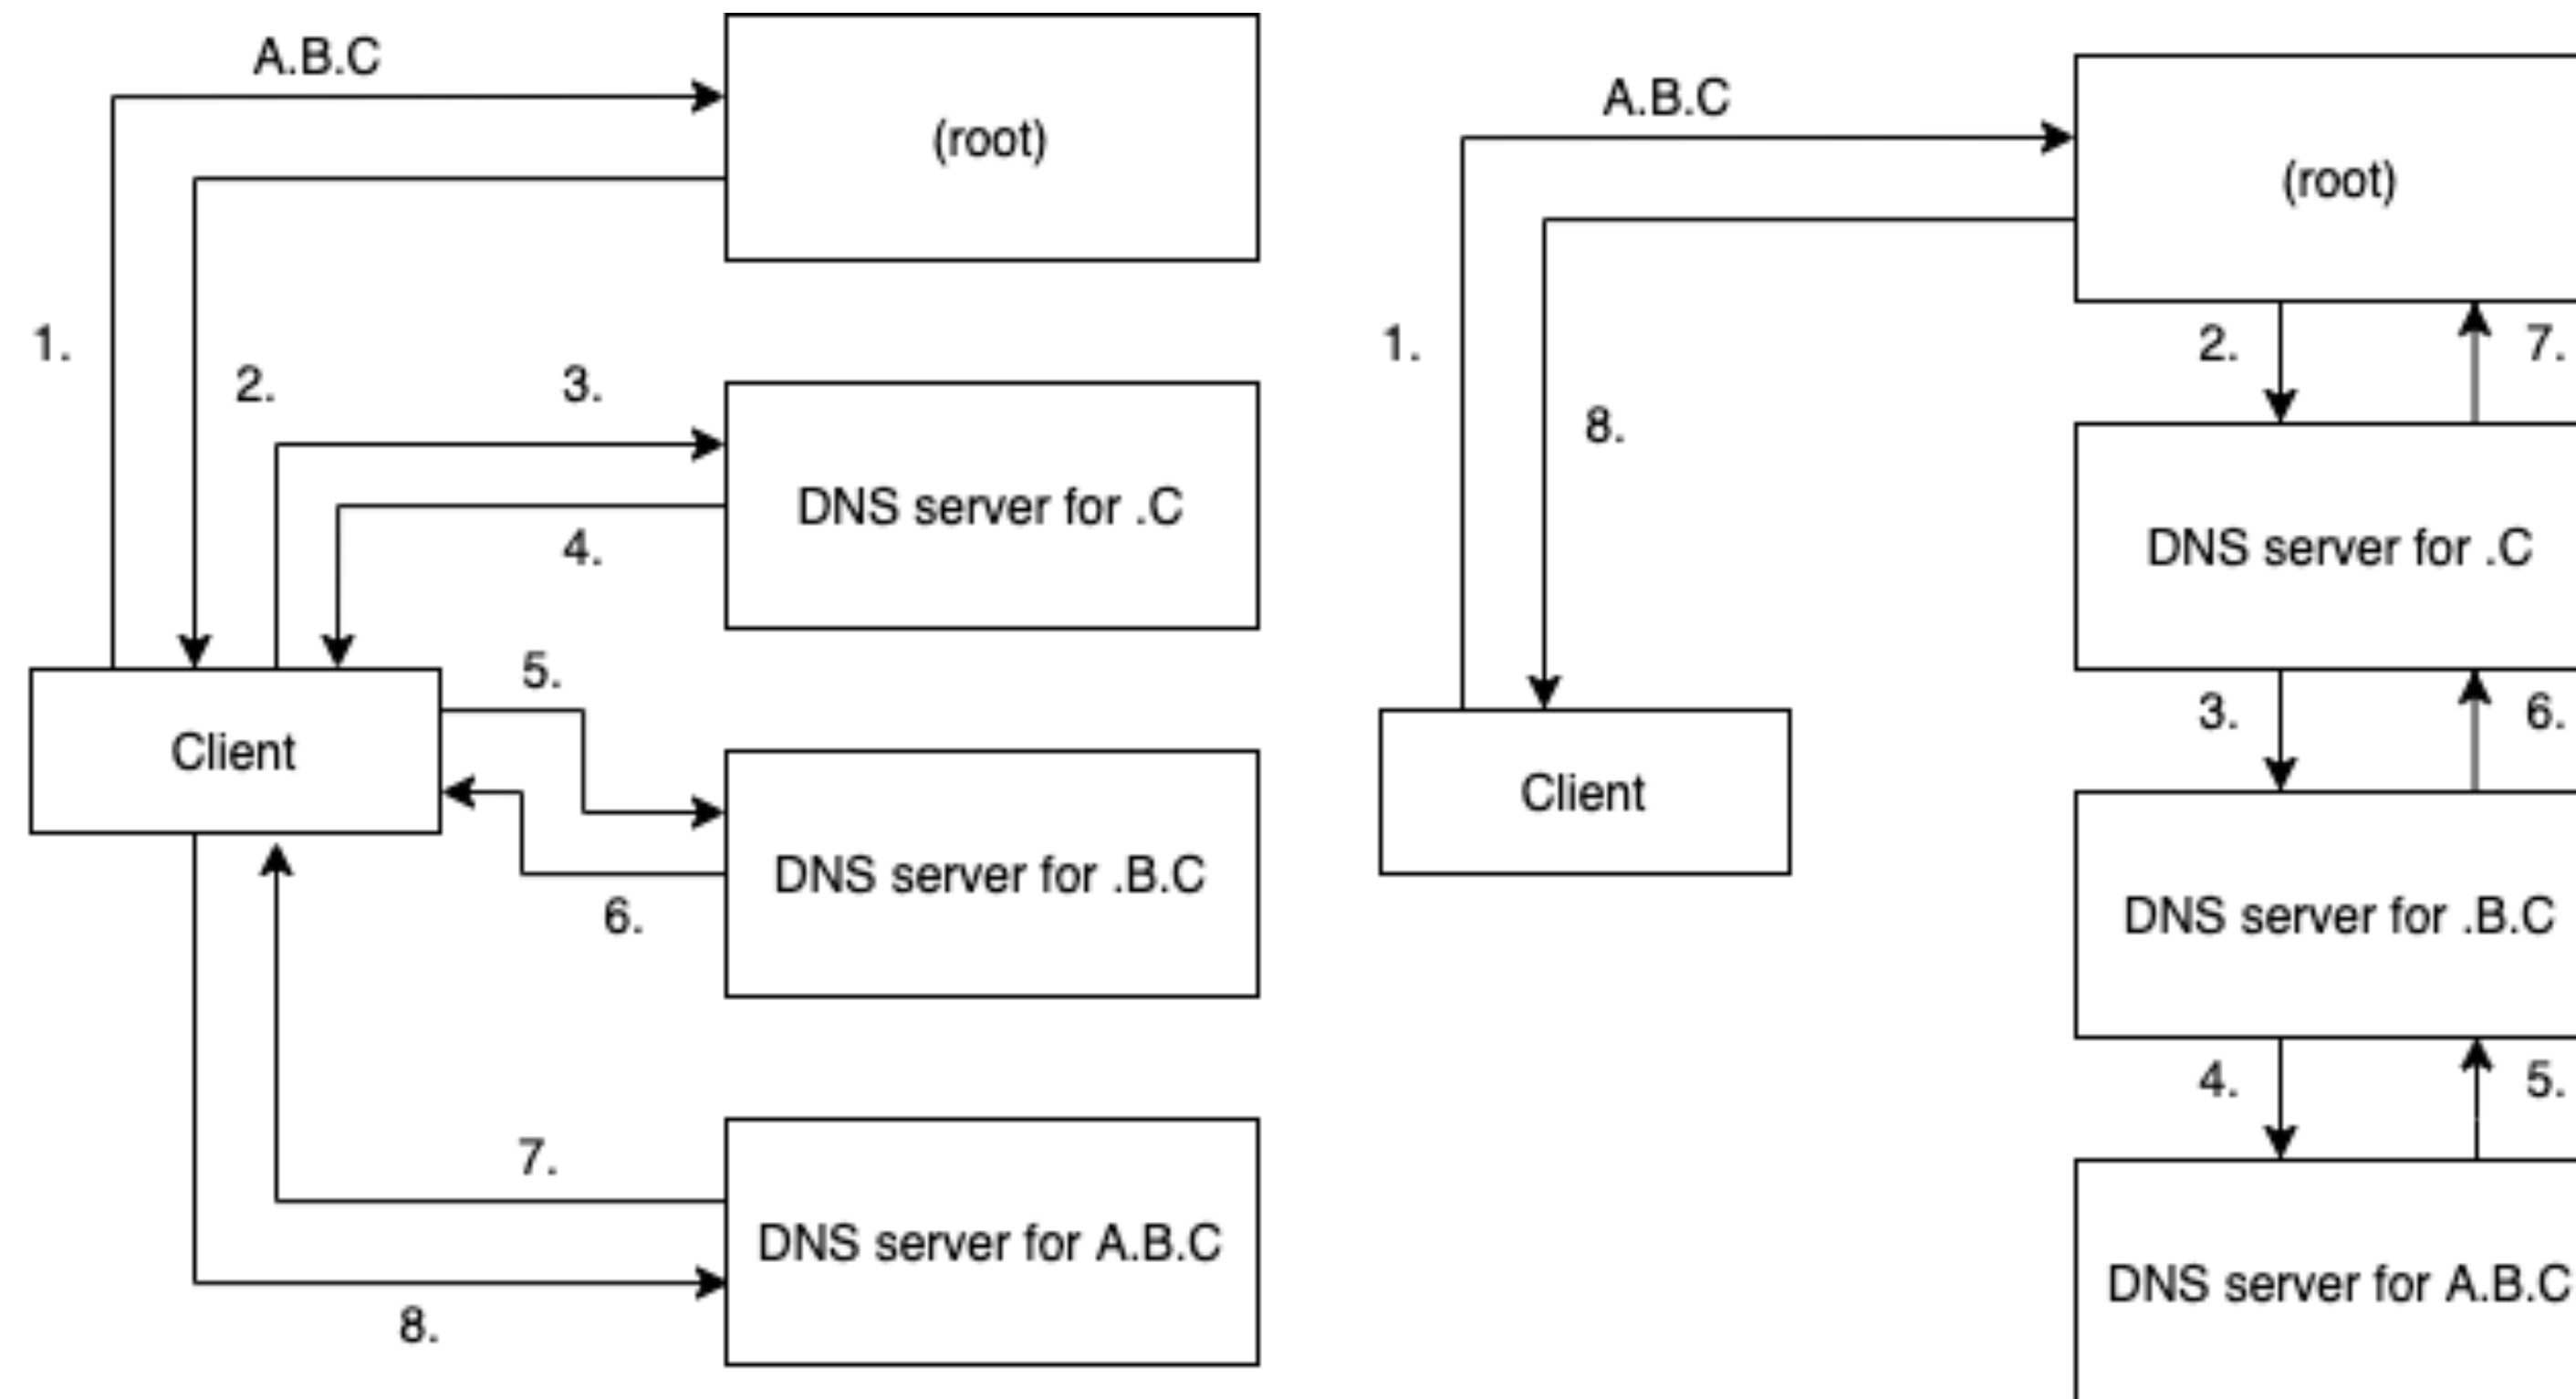 A.B.C
(root)
1.
2.
3.
DNS server for .C
4.
5.
Client
DNS server for .B.C
6.
7.
DNS server for A.B.C
8.
A.B.C
(root)
1.
2.
7.
8.
DNS server for .C
3.
6.
Client
DNS server for .B.C
4.
5.
DNS server for A.B.C